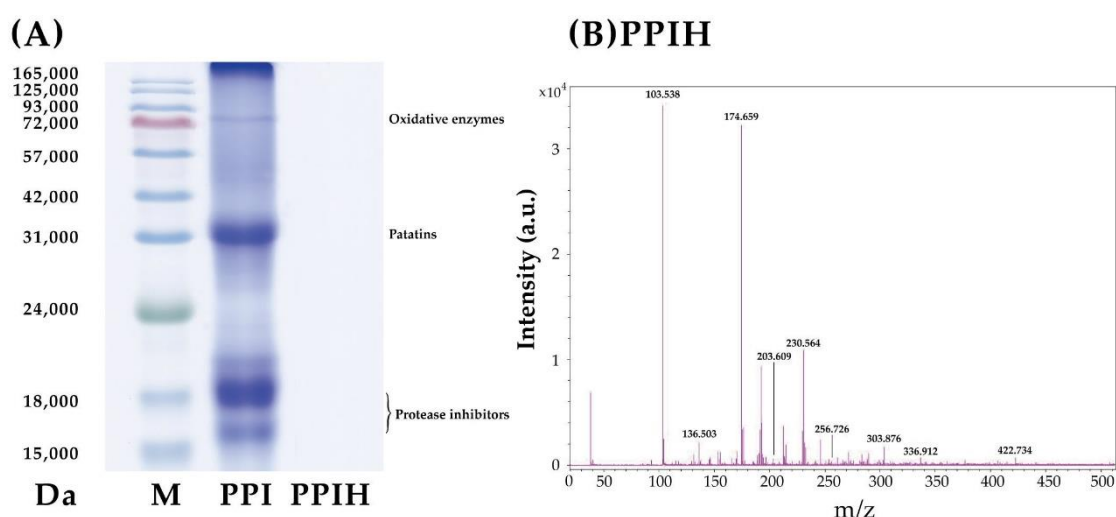 (A)
165,000
125,000
93,000
72,000
57,000
42,000
31,000
24,000
18,000
15,000
Da
M
PPI
PPIH
Oxidative enzymes
Patatins
Protease inhibitors
(B)PPIH
×10⁴
Intensity (a.u.)
3
2
1
0
103.538
174.659
136.503
203.609
230.564
256.726
303.876
336.912
422.734
0 50 100 150 200 250 300 350 400 450 500
m/z